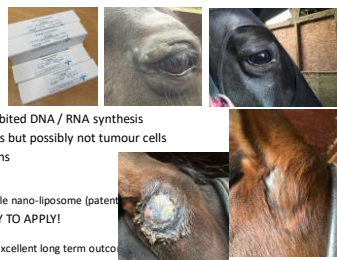 bited DNA / RNA synthesis
s but possibly not tumour cells
ns
le nano-liposome (patent
Y TO APPLY!
xcellent long term outco